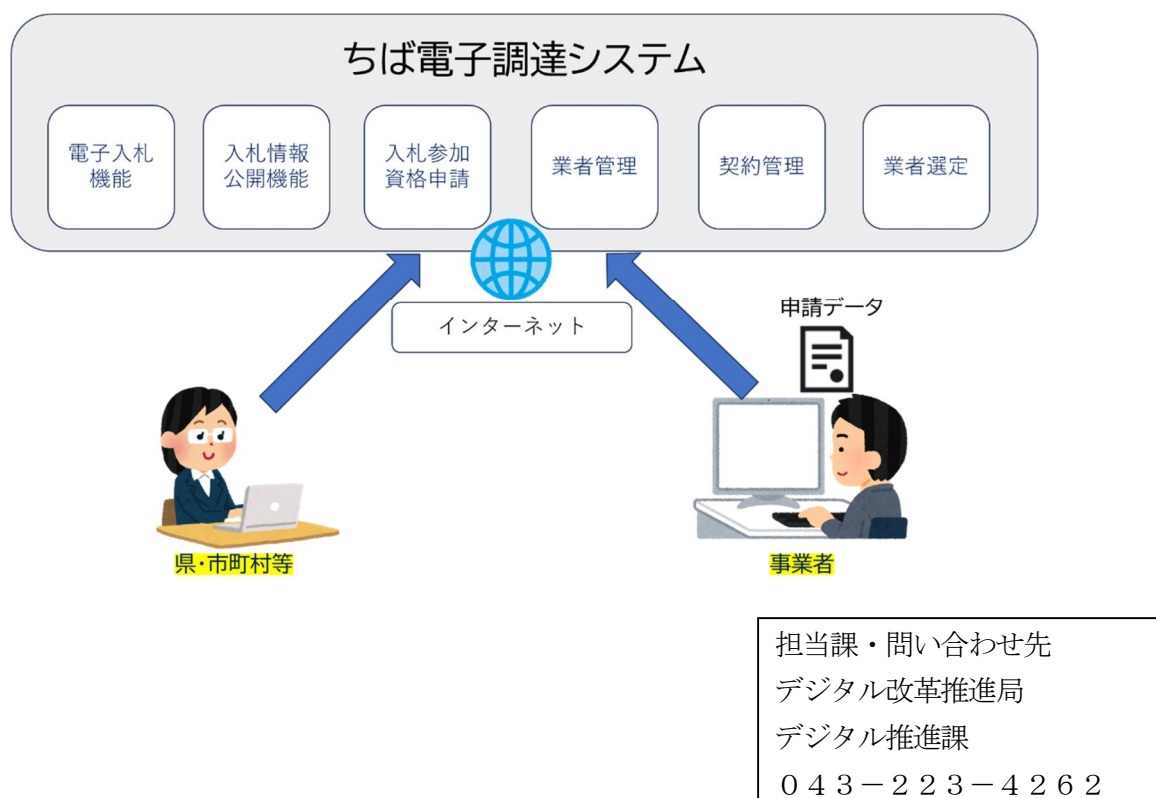 ちば電子調達システム
電子入札
機能
入札情報
公開機能
入札参加
資格申請
業者管理
契約管理
業者選定
インターネット
申請データ
県・市町村等
事業者
担当課・問い合わせ先
デジタル改革推進局
デジタル推進課
０４３－２２３－４２６２